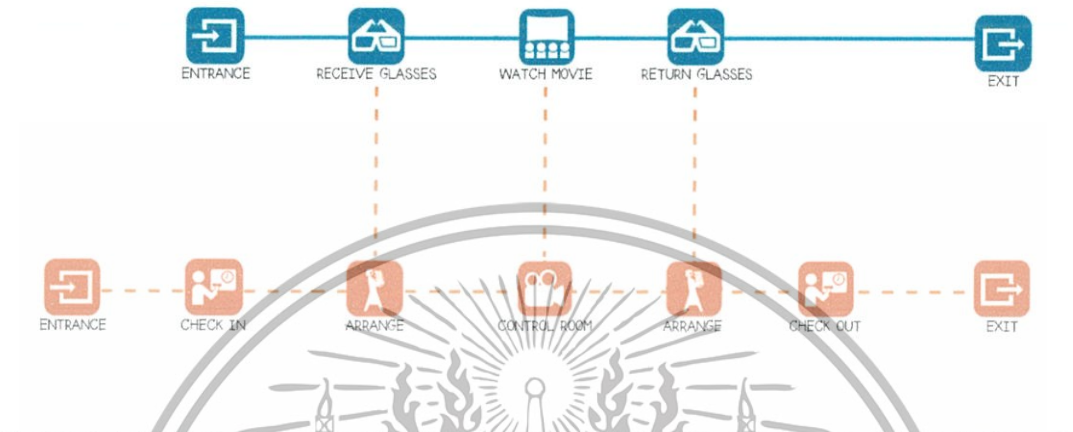 ENTRANCE
RECEIVE GLASSES
WATCH MOVIE
RETURN GLASSES
EXIT
ENTRANCE
CHECK IN
ARRANGE
CONTROL ROOM
ARRANGE
CHECK OUT
EXIT